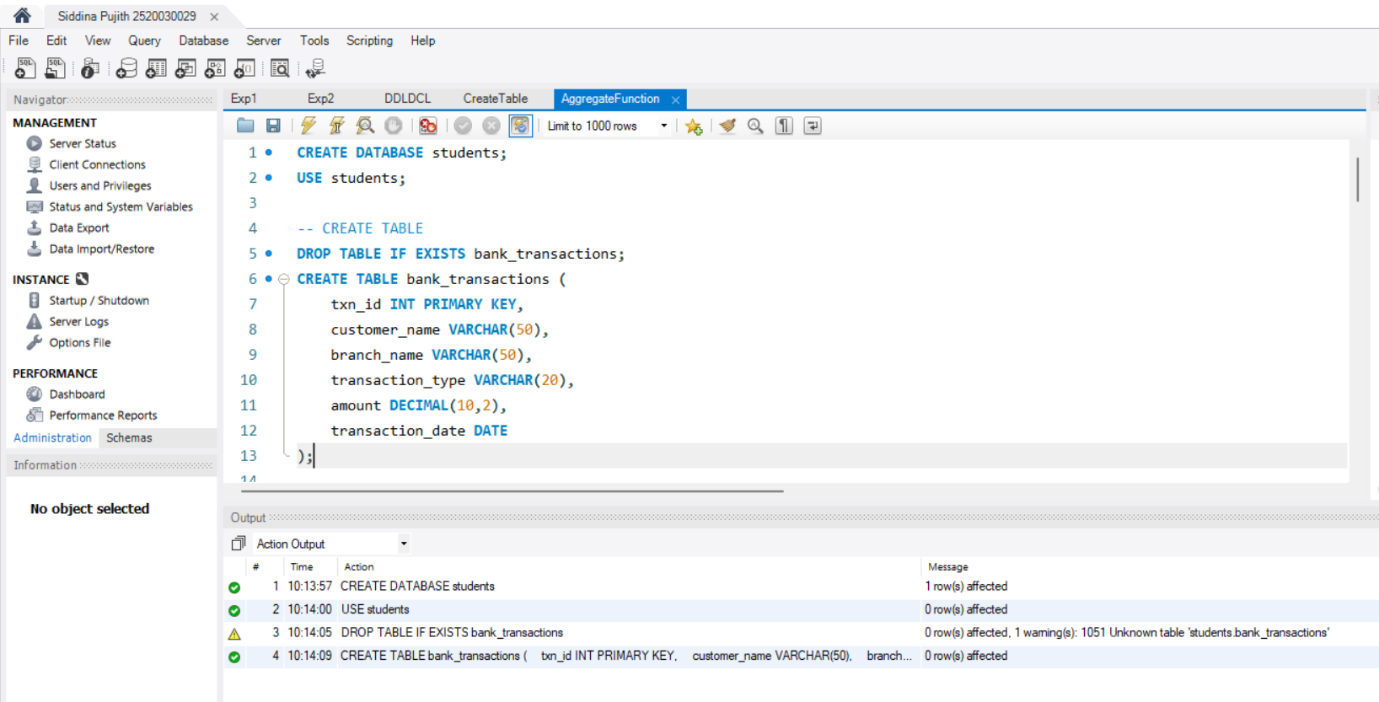 Siddina Pujith 2520030029 ×
File Edit View Query Database Server Tools Scripting Help
Navigator
MANAGEMENT
Server Status
Client Connections
Users and Privileges
Status and System Variables
Data Export
Data Import/Restore
INSTANCE
Startup / Shutdown
Server Logs
Options File
PERFORMANCE
Dashboard
Performance Reports
Administration Schemas
Information
No object selected
Exp1 Exp2 DDLDCL CreateTable AggregateFunction ×
Limit to 1000 rows
1 CREATE DATABASE students;
2 USE students;
3
4 -- CREATE TABLE
5 DROP TABLE IF EXISTS bank_transactions;
6 CREATE TABLE bank_transactions (
7 txn_id INT PRIMARY KEY,
8 customer_name VARCHAR(50),
9 branch_name VARCHAR(50),
10 transaction_type VARCHAR(20),
11 amount DECIMAL(10,2),
12 transaction_date DATE
13 );
14
Output
Action Output
# Time Action Message
1 10:13:57 CREATE DATABASE students 1 row(s) affected
2 10:14:00 USE students 0 row(s) affected
3 10:14:05 DROP TABLE IF EXISTS bank_transactions 0 row(s) affected, 1 warning(s): 1051 Unknown table 'students.bank_transactions'
4 10:14:09 CREATE TABLE bank_transactions ( txn_id INT PRIMARY KEY, customer_name VARCHAR(50), branch... 0 row(s) affected